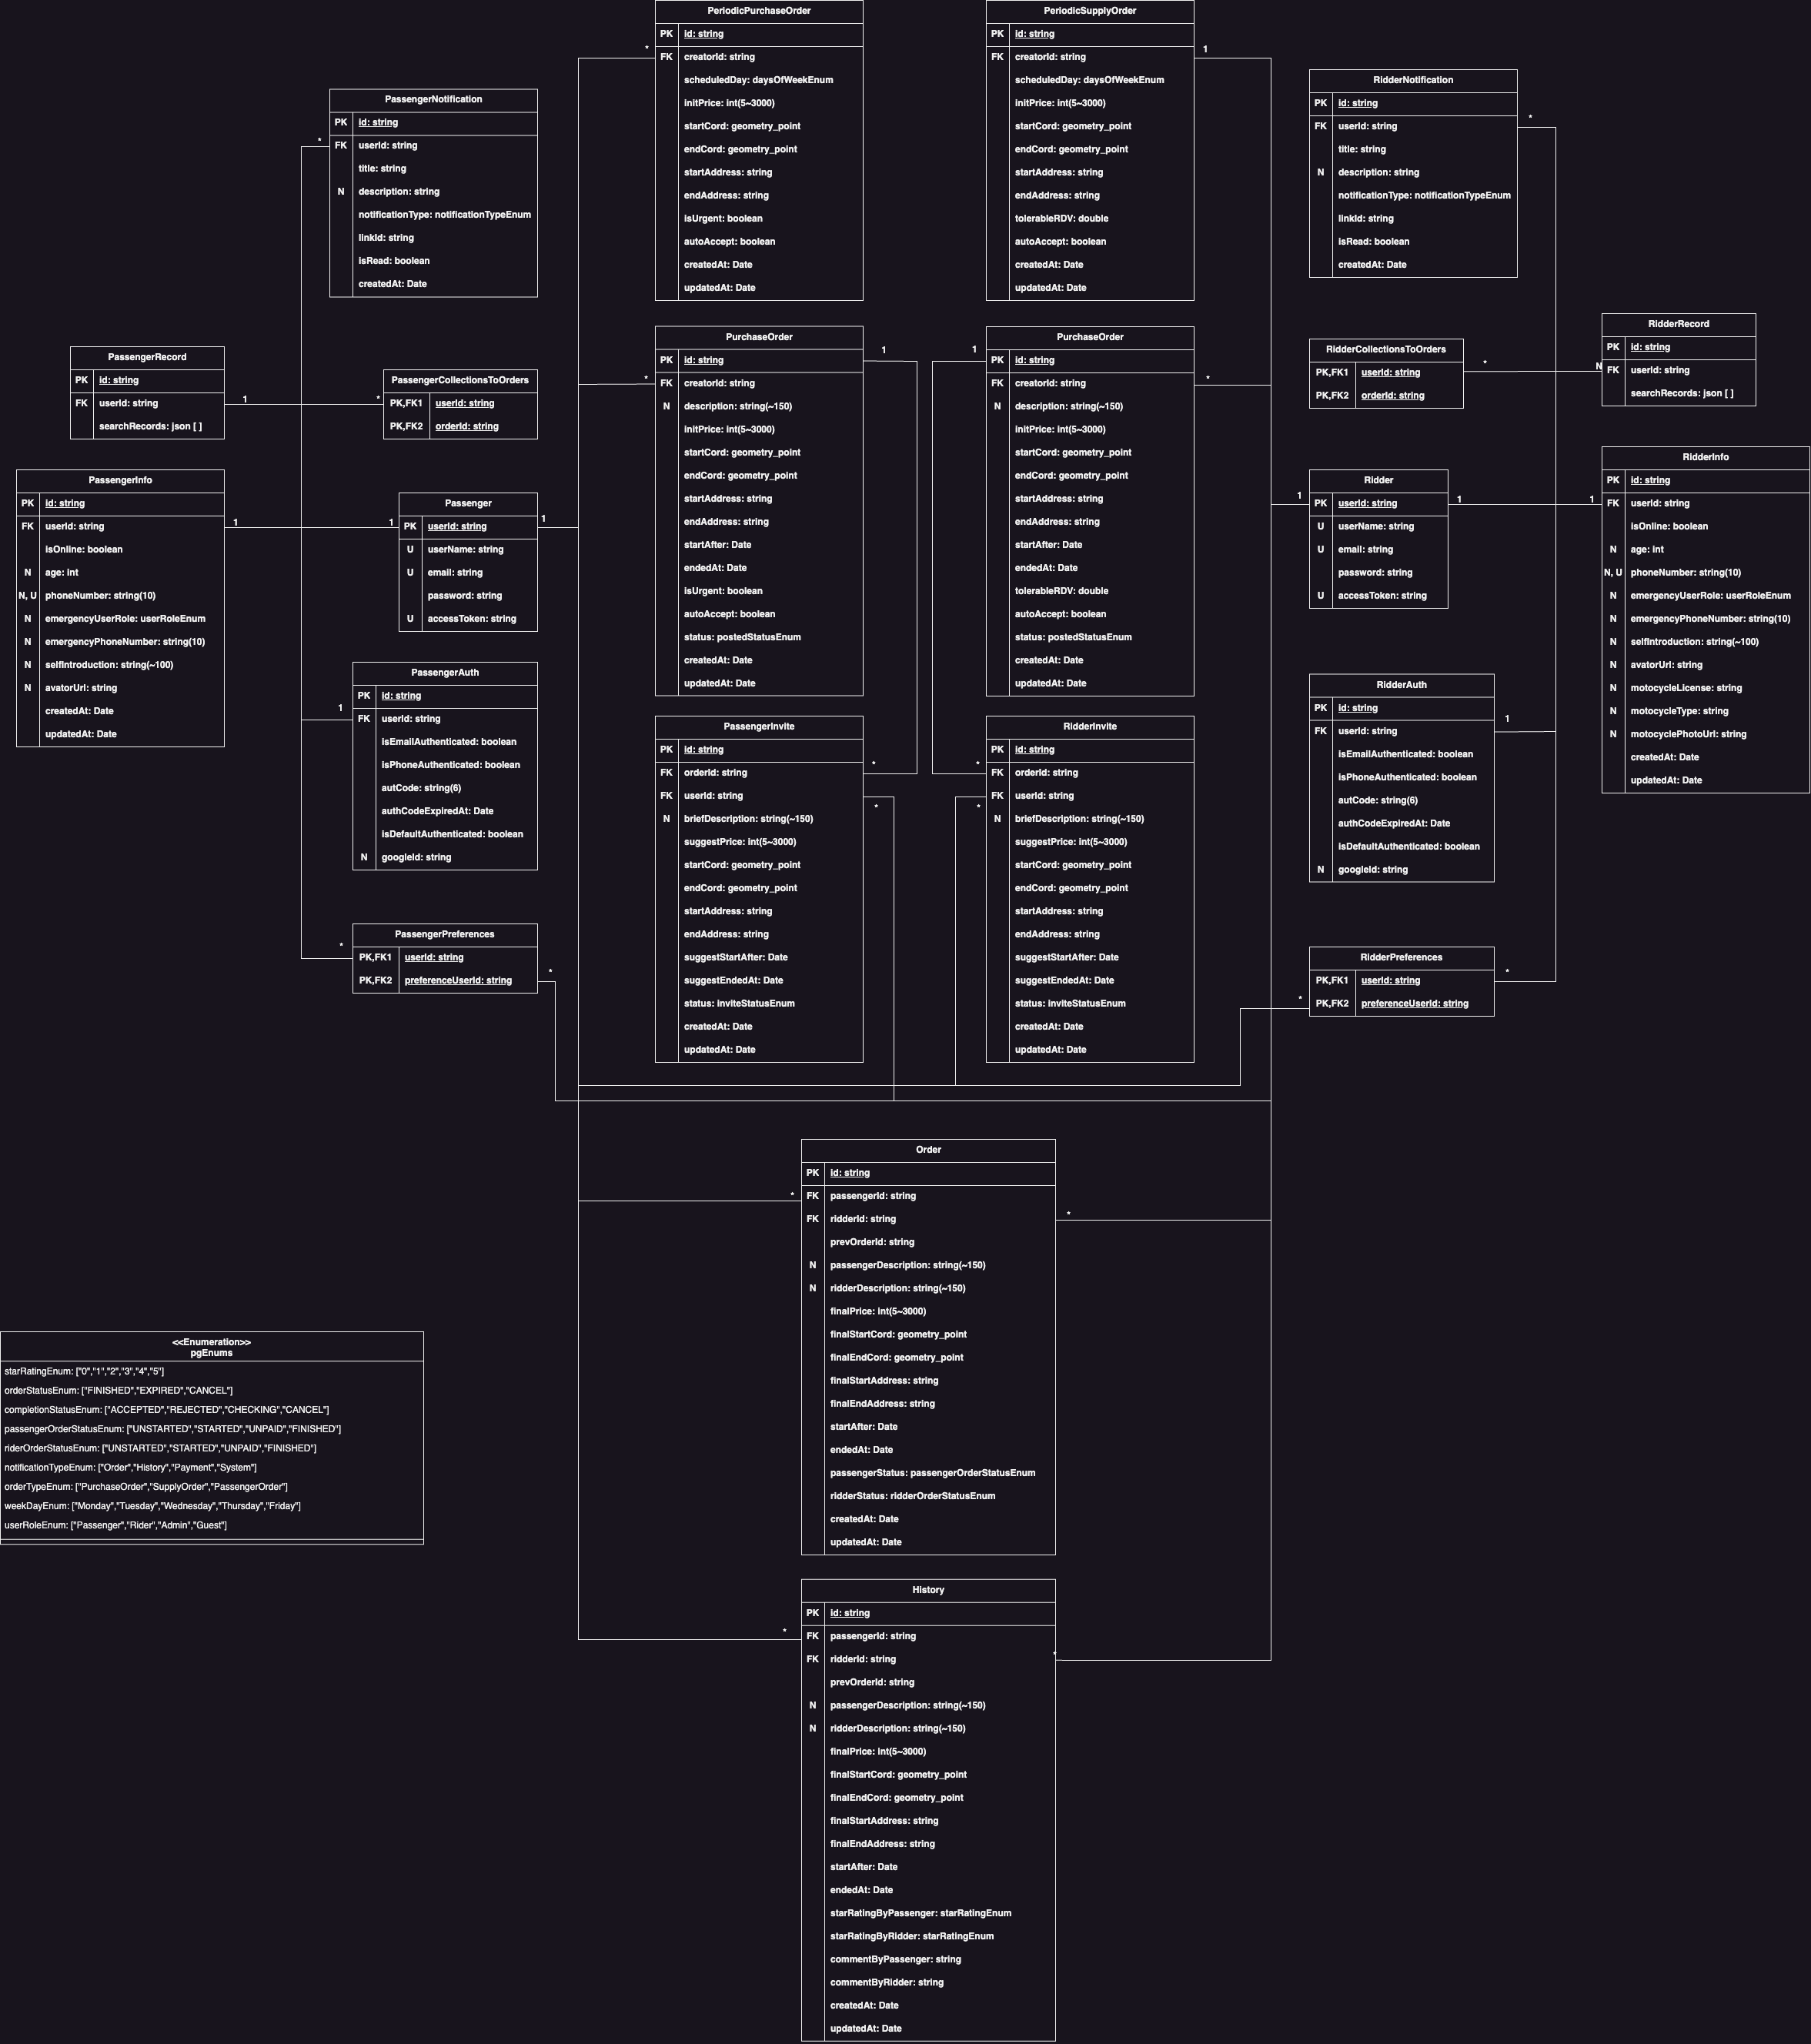 PeriodicPurchaseOrder
PK id: string
*
FK creatorId: string
scheduledDay: daysOfWeekEnum
initPrice: int(5~3000)
startCord: geometry_point
endCord: geometry_point
startAddress: string
endAddress: string
isUrgent: boolean
autoAccept: boolean
createdAt: Date
updatedAt: Date
PeriodicSupplyOrder
PK id: string
1
FK creatorId: string
scheduledDay: daysOfWeekEnum
initPrice: int(5~3000)
startCord: geometry_point
endCord: geometry_point
startAddress: string
endAddress: string
tolerableRDV: double
autoAccept: boolean
createdAt: Date
updatedAt: Date
PassengerNotification
PK id: string
*
FK userId: string
title: string
N description: string
notificationType: notificationTypeEnum
linkId: string
isRead: boolean
createdAt: Date
RidderNotification
PK id: string
*
FK userId: string
title: string
N description: string
notificationType: notificationTypeEnum
linkId: string
isRead: boolean
createdAt: Date
PassengerRecord
PK id: string
FK userId: string
searchRecords: json [ ]
1
*
PassengerCollectionsToOrders
PK,FK1 userId: string
PK,FK2 orderId: string
PurchaseOrder
1
PK id: string
*
FK creatorId: string
N description: string(~150)
initPrice: int(5~3000)
startCord: geometry_point
endCord: geometry_point
startAddress: string
endAddress: string
startAfter: Date
endedAt: Date
isUrgent: boolean
autoAccept: boolean
status: postedStatusEnum
createdAt: Date
updatedAt: Date
PurchaseOrder
1
PK id: string
*
FK creatorId: string
N description: string(~150)
initPrice: int(5~3000)
startCord: geometry_point
endCord: geometry_point
startAddress: string
endAddress: string
startAfter: Date
endedAt: Date
tolerableRDV: double
autoAccept: boolean
status: postedStatusEnum
createdAt: Date
updatedAt: Date
RidderCollectionsToOrders
PK,FK1 userId: string
PK,FK2 orderId: string
*
N
RidderRecord
PK id: string
FK userId: string
searchRecords: json [ ]
PassengerInfo
PK id: string
FK userId: string
isOnline: boolean
N age: int
N, U phoneNumber: string(10)
N emergencyUserRole: userRoleEnum
N emergencyPhoneNumber: string(10)
N selfIntroduction: string(~100)
N avatorUrl: string
createdAt: Date
updatedAt: Date
1
1
Passenger
PK userId: string
U userName: string
U email: string
password: string
U accessToken: string
1
1
Ridder
PK userId: string
U userName: string
U email: string
password: string
U accessToken: string
1
1
RidderInfo
PK id: string
FK userId: string
isOnline: boolean
N age: int
N, U phoneNumber: string(10)
N emergencyUserRole: userRoleEnum
N emergencyPhoneNumber: string(10)
N selfIntroduction: string(~100)
N avatorUrl: string
N motocycleLicense: string
N motocycleType: string
N motocyclePhotoUrl: string
createdAt: Date
updatedAt: Date
PassengerAuth
PK id: string
1
FK userId: string
isEmailAuthenticated: boolean
isPhoneAuthenticated: boolean
autCode: string(6)
authCodeExpiredAt: Date
isDefaultAuthenticated: boolean
N googleId: string
RidderAuth
PK id: string
1
FK userId: string
isEmailAuthenticated: boolean
isPhoneAuthenticated: boolean
autCode: string(6)
authCodeExpiredAt: Date
isDefaultAuthenticated: boolean
N googleId: string
PassengerInvite
PK id: string
*
FK orderId: string
FK userId: string
*
N briefDescription: string(~150)
suggestPrice: int(5~3000)
startCord: geometry_point
endCord: geometry_point
startAddress: string
endAddress: string
suggestStartAfter: Date
suggestEndedAt: Date
status: inviteStatusEnum
createdAt: Date
updatedAt: Date
RidderInvite
PK id: string
*
FK orderId: string
FK userId: string
*
N briefDescription: string(~150)
suggestPrice: int(5~3000)
startCord: geometry_point
endCord: geometry_point
startAddress: string
endAddress: string
suggestStartAfter: Date
suggestEndedAt: Date
status: inviteStatusEnum
createdAt: Date
updatedAt: Date
PassengerPreferences
*
PK,FK1 userId: string
*
PK,FK2 preferenceUserId: string
RidderPreferences
*
PK,FK1 userId: string
*
PK,FK2 preferenceUserId: string
Order
PK id: string
*
FK passengerId: string
*
FK ridderId: string
prevOrderId: string
N passengerDescription: string(~150)
N ridderDescription: string(~150)
finalPrice: int(5~3000)
finalStartCord: geometry_point
finalEndCord: geometry_point
finalStartAddress: string
finalEndAddress: string
startAfter: Date
endedAt: Date
passengerStatus: passengerOrderStatusEnum
ridderStatus: ridderOrderStatusEnum
createdAt: Date
updatedAt: Date
<<Enumeration>>
pgEnums
starRatingEnum: ["0","1","2","3","4","5"]
orderStatusEnum: ["FINISHED","EXPIRED","CANCEL"]
completionStatusEnum: ["ACCEPTED","REJECTED","CHECKING","CANCEL"]
passengerOrderStatusEnum: ["UNSTARTED","STARTED","UNPAID","FINISHED"]
riderOrderStatusEnum: ["UNSTARTED","STARTED","UNPAID","FINISHED"]
notificationTypeEnum: ["Order","History","Payment","System"]
orderTypeEnum: ["PurchaseOrder","SupplyOrder","PassengerOrder"]
weekDayEnum: ["Monday","Tuesday","Wednesday","Thursday","Friday"]
userRoleEnum: ["Passenger","Rider","Admin","Guest"]
History
PK id: string
*
FK passengerId: string
*
FK ridderId: string
prevOrderId: string
N passengerDescription: string(~150)
N ridderDescription: string(~150)
finalPrice: int(5~3000)
finalStartCord: geometry_point
finalEndCord: geometry_point
finalStartAddress: string
finalEndAddress: string
startAfter: Date
endedAt: Date
starRatingByPassenger: starRatingEnum
starRatingByRidder: starRatingEnum
commentByPassenger: string
commentByRidder: string
createdAt: Date
updatedAt: Date